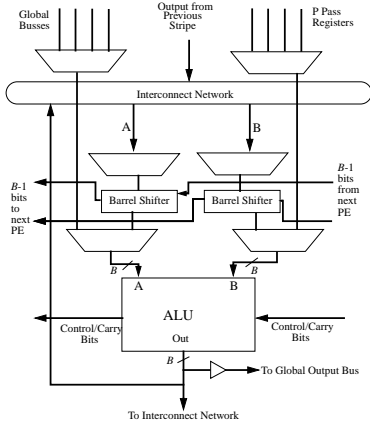 Global
Busses
Output from
Previous
Stripe
P Pass
Registers
Interconnect Network
A
B
B-1
bits
to
next
PE
Barrel Shifter
Barrel Shifter
B-1
bits
from
next
PE
B
B
A
B
ALU
Out
Control/Carry
Bits
Control/Carry
Bits
B
To Global Output Bus
To Interconnect Network